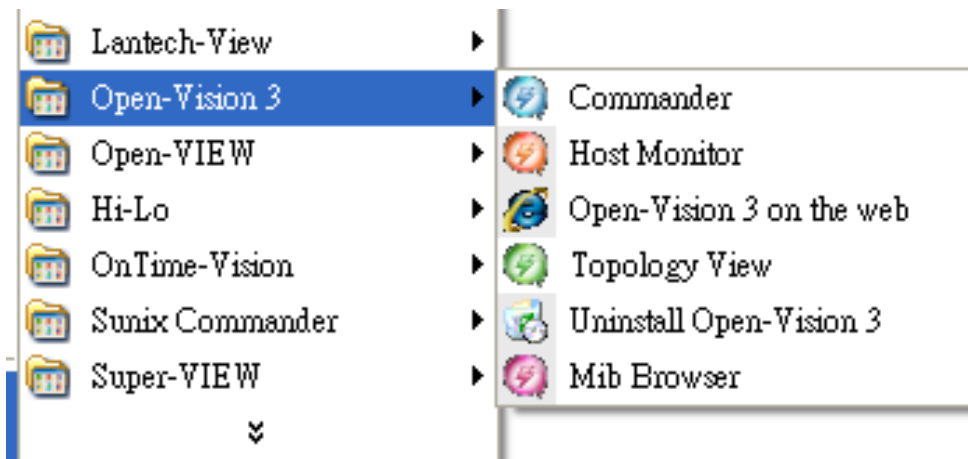 Lantech-View
Open-Vision 3
Open-VIEW
Hi-Lo
OnTime-Vision
Sunix Commander
Super-VIEW
Commander
Host Monitor
Open-Vision 3 on the web
Topology View
Uninstall Open-Vision 3
Mib Browser